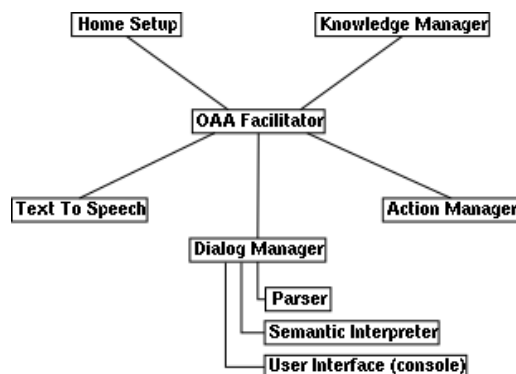 Home Setup
Knowledge Manager
OAA Facilitator
Text To Speech
Action Manager
Dialog Manager
Parser
Semantic Interpreter
User Interface (console)